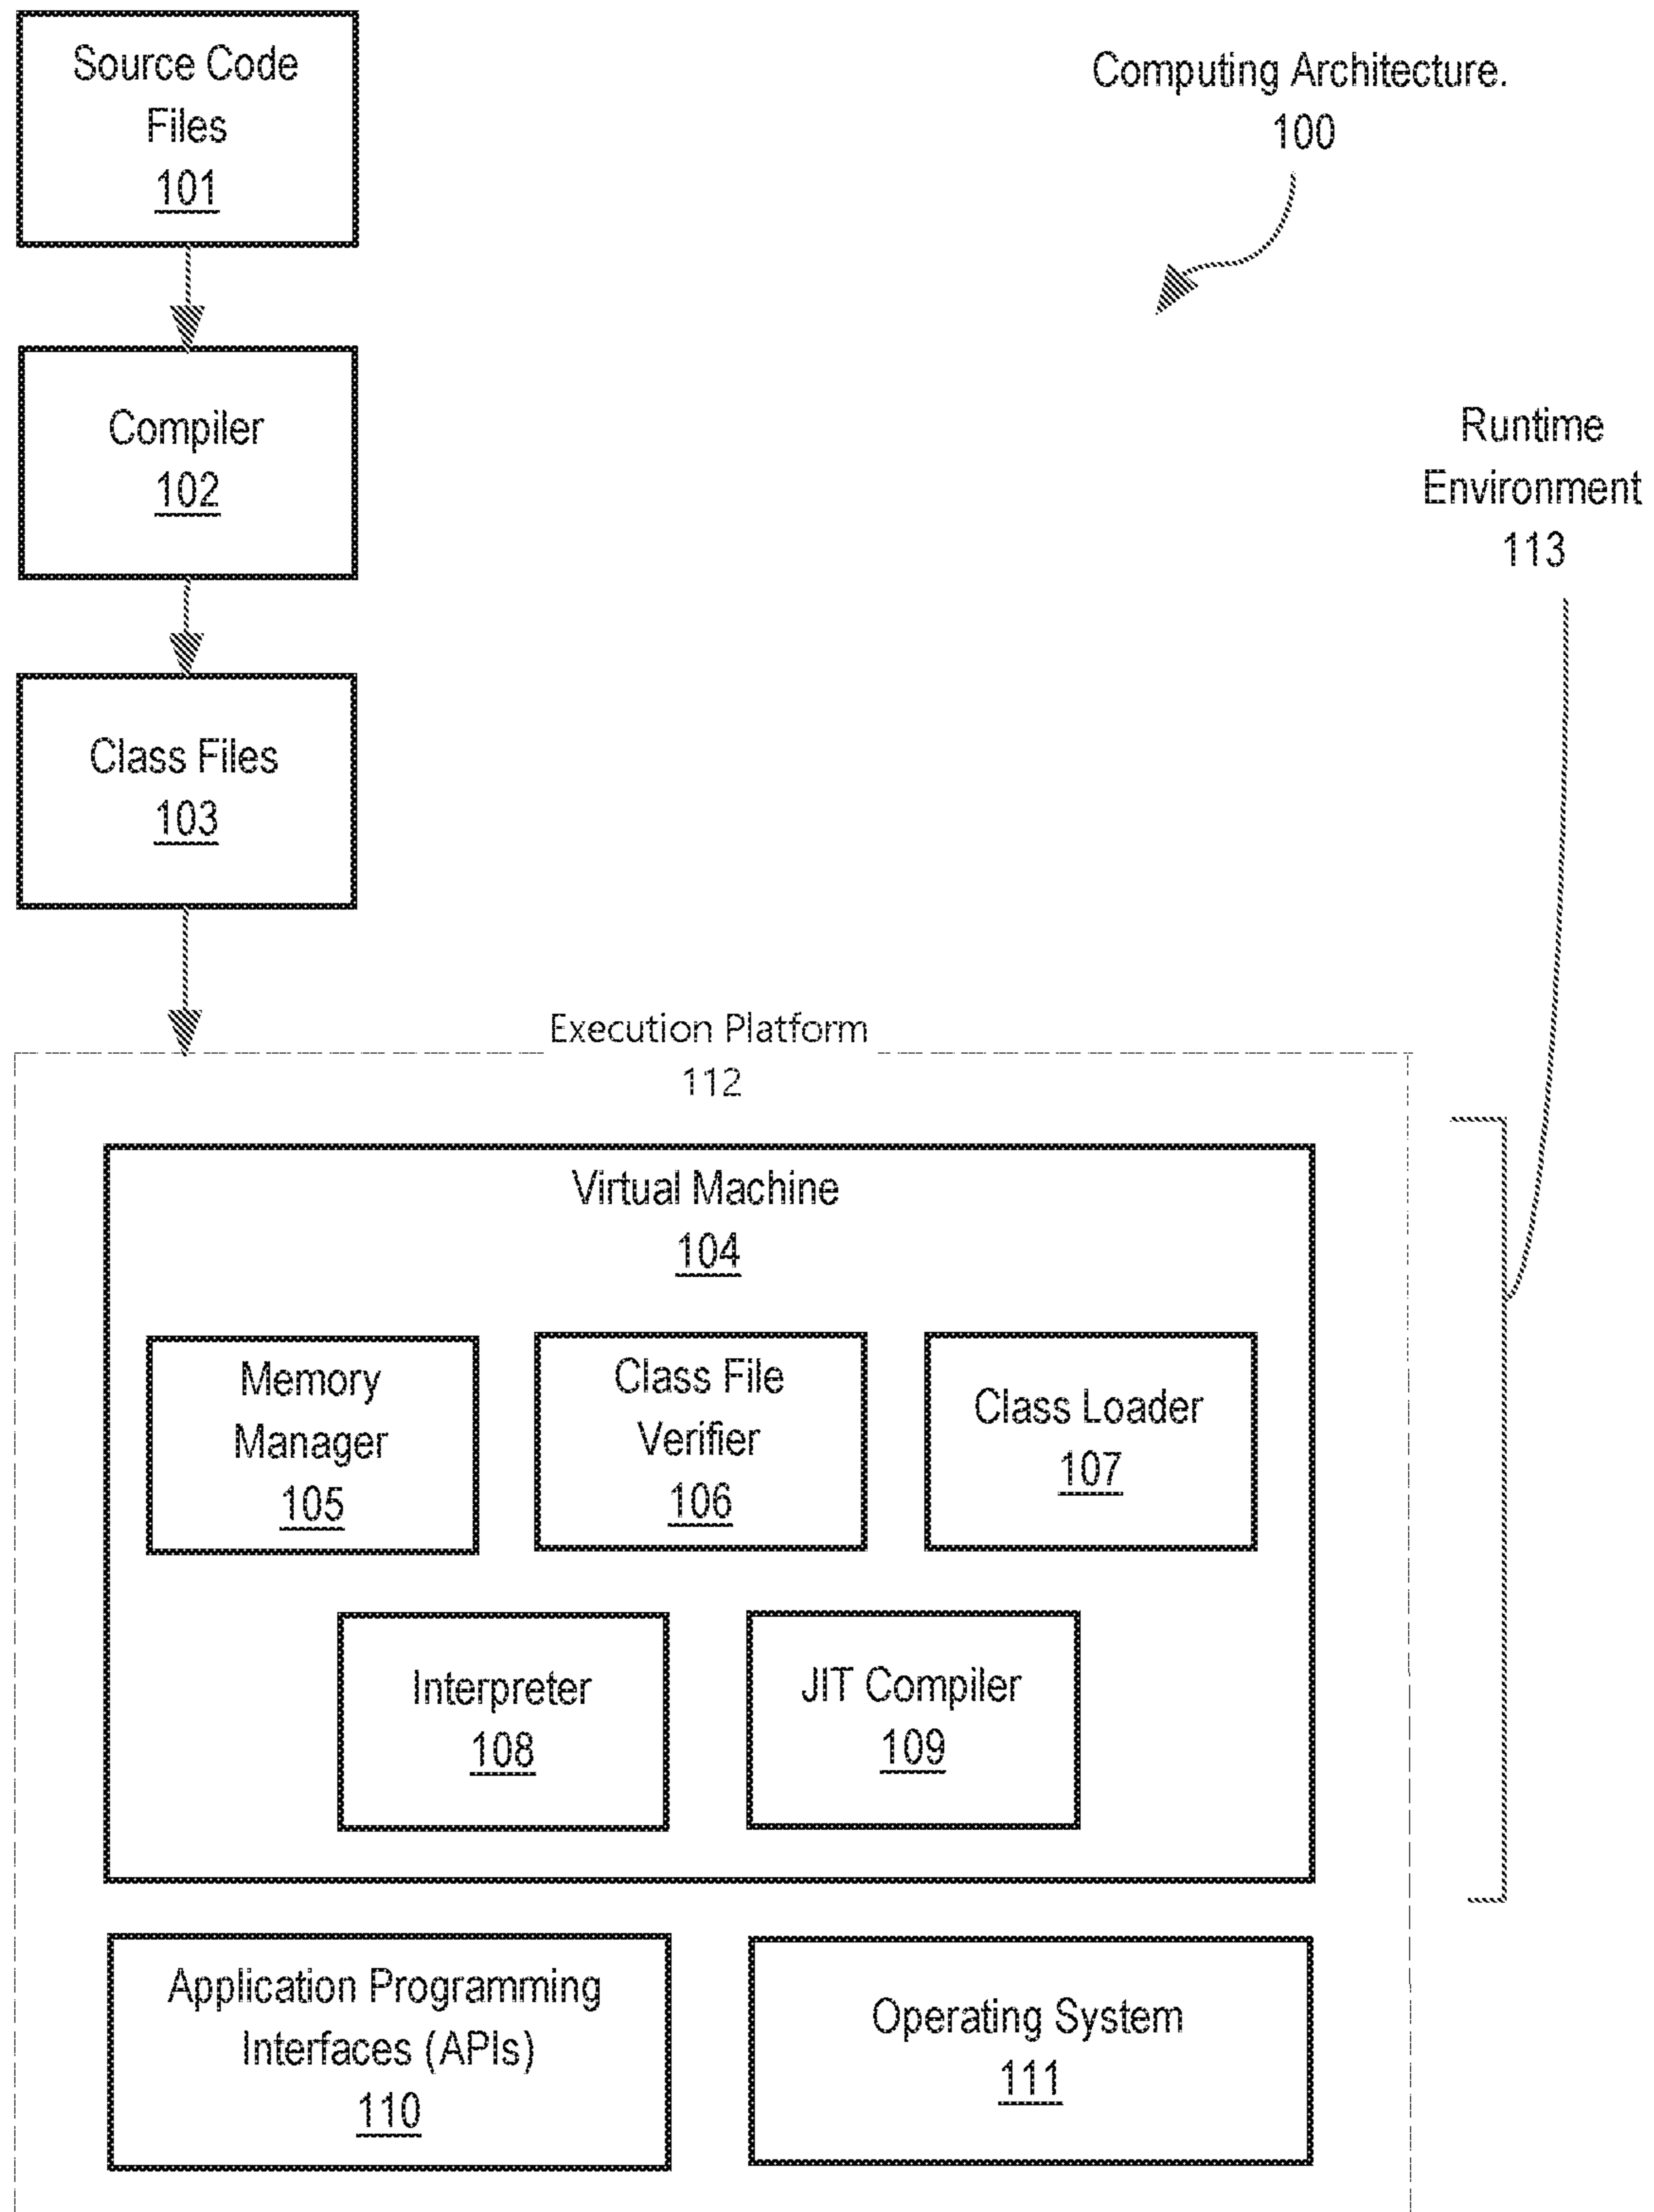 Source Code
Files
101
Computing Architecture.
100
Compiler
102
Runtime
Environment
113
Class Files
103
Execution Platform
112
Virtual Machine
104
Memory
Manager
105
Class File
Verifier
106
Class Loader
107
Interpreter
108
JIT Compiler
109
Application Programming
Interfaces (APIs)
110
Operating System
111